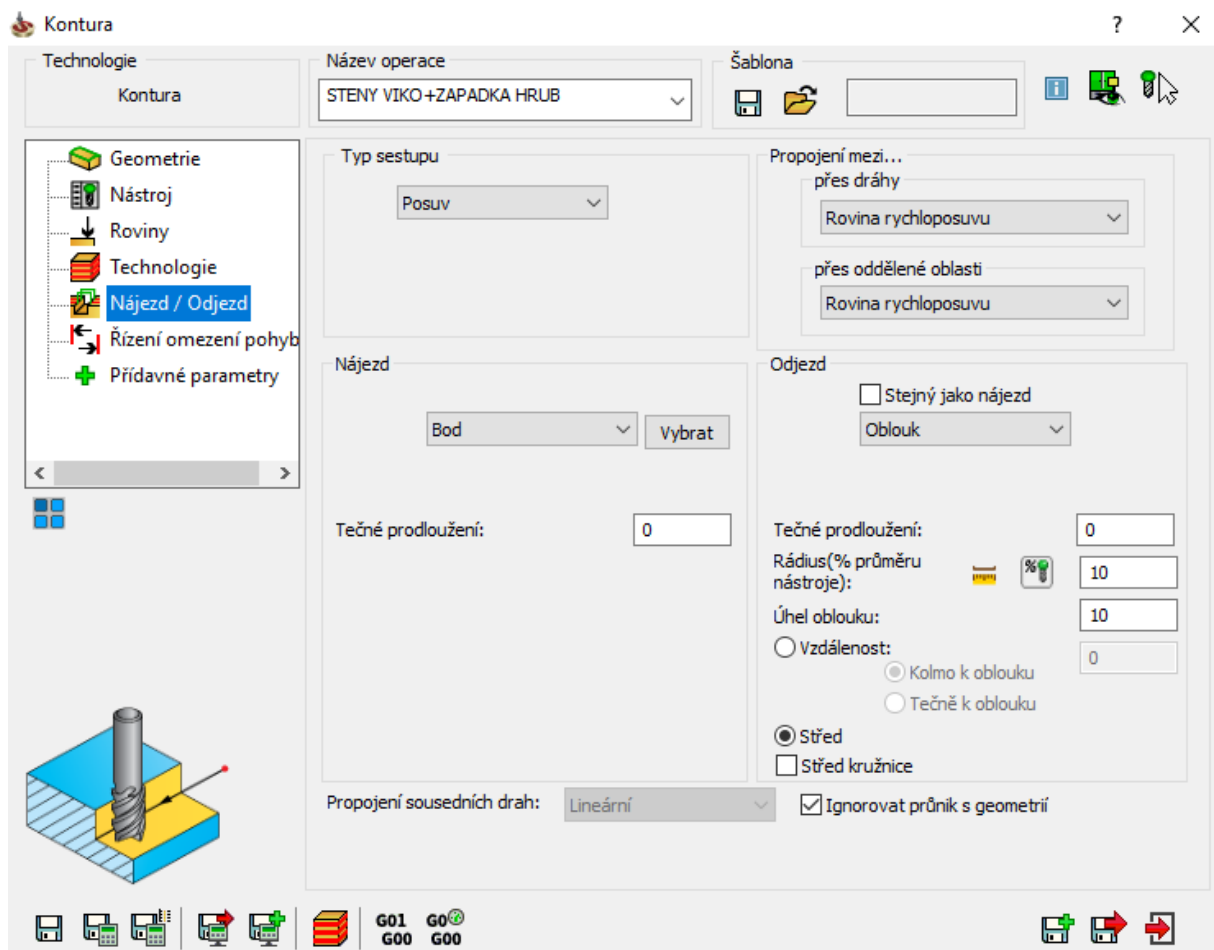 Kontura
?
Technologie
Kontura
Název operace
STENY VIKO+ZAPADKA HRUB
Šablona
Geometrie
Nástroj
Roviny
Technologie
Nájezd / Odjezd
Řízení omezení pohyb
Přídavné parametry
Typ sestupu
Posuv
Propojení mezi...
přes dráhy
Rovina rychloposuvu
přes oddělené oblasti
Rovina rychloposuvu
Nájezd
Bod
Vybrat
Tečné prodloužení:
0
Odjezd
Stejný jako nájezd
Oblouk
Tečné prodloužení:
0
Rádius(% průměru
nástroje):
%
10
Úhel oblouku:
10
Vzdálenost:
0
Kolmo k oblouku
Tečně k oblouku
Střed
Střed kružnice
Propojení sousedních drah:
Lineární
Ignorovat průnik s geometrií
G01
G00
G0
G00